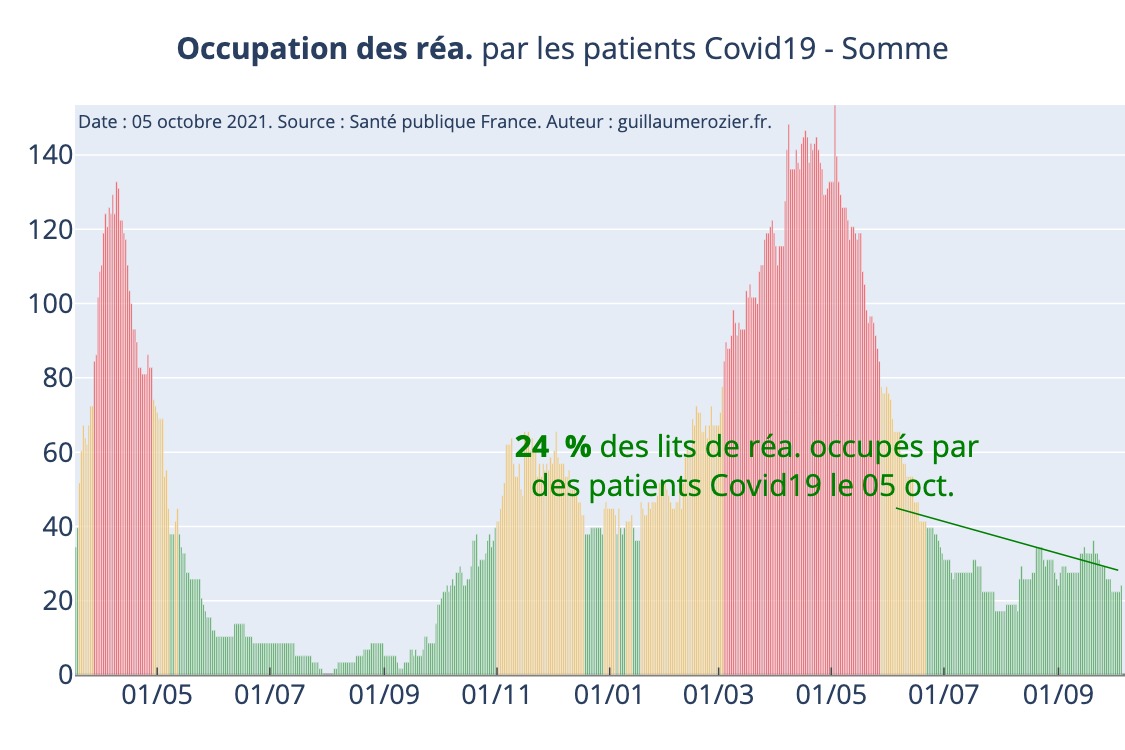 Occupation des réa. par les patients Covid19 - Somme
Date : 05 octobre 2021. Source : Santé publique France. Auteur : guillaumerozier.fr.
140
120
100
80
60
40
20
0
24 % des lits de réa. occupés par
des patients Covid19 le 05 oct.
01/05 01/07 01/09 01/11 01/01 01/03 01/05 01/07 01/09